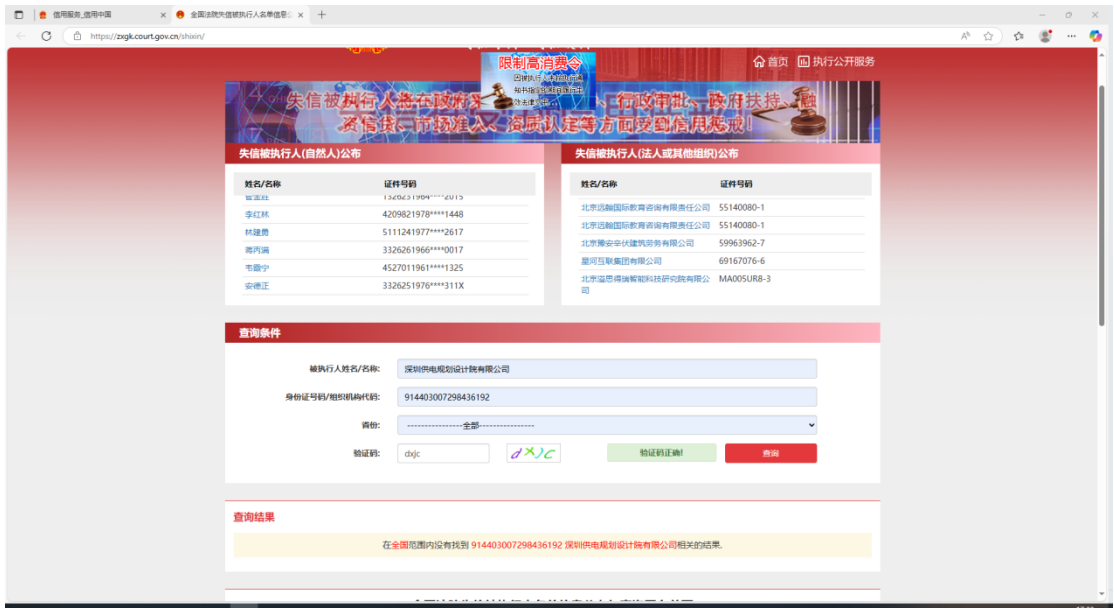 信用服务_信用中国
全国法院失信被执行人名单信息
https://zxgk.court.gov.cn/shixin/
首页 执行公开服务
限制高消费令
失信被执行人将在政府 、行政审批、政府扶持、融
资信贷、市场准入、资质认定等方面受到信用惩戒!
失信被执行人(自然人)公布
失信被执行人(法人或其他组织)公布
姓名/名称 证件号码
姓名/名称 证件号码
1326231964****2015
李红林 4209821978****1448
林建勇 5111241977****2617
3326261966****0017
4527011961****1325
安德正 3326251976****311X
北京远翰国际教育咨询有限责任公司 55140080-1
北京远翰国际教育咨询有限责任公司 55140080-1
北京豫安辛伏建筑劳务有限公司 59963962-7
星河互联集团有限公司 69167076-6
北京溢思得瑞智能科技研究院有限公 MA005UR8-3
司
查询条件
被执行人姓名/名称: 深圳供电规划设计院有限公司
身份证号码/组织机构代码: 914403007298436192
省份: ----------------全部----------------
验证码: dxjc dxjc 验证码正确! 查询
查询结果
在全国范围内没有找到 914403007298436192 深圳供电规划设计院有限公司相关的结果.